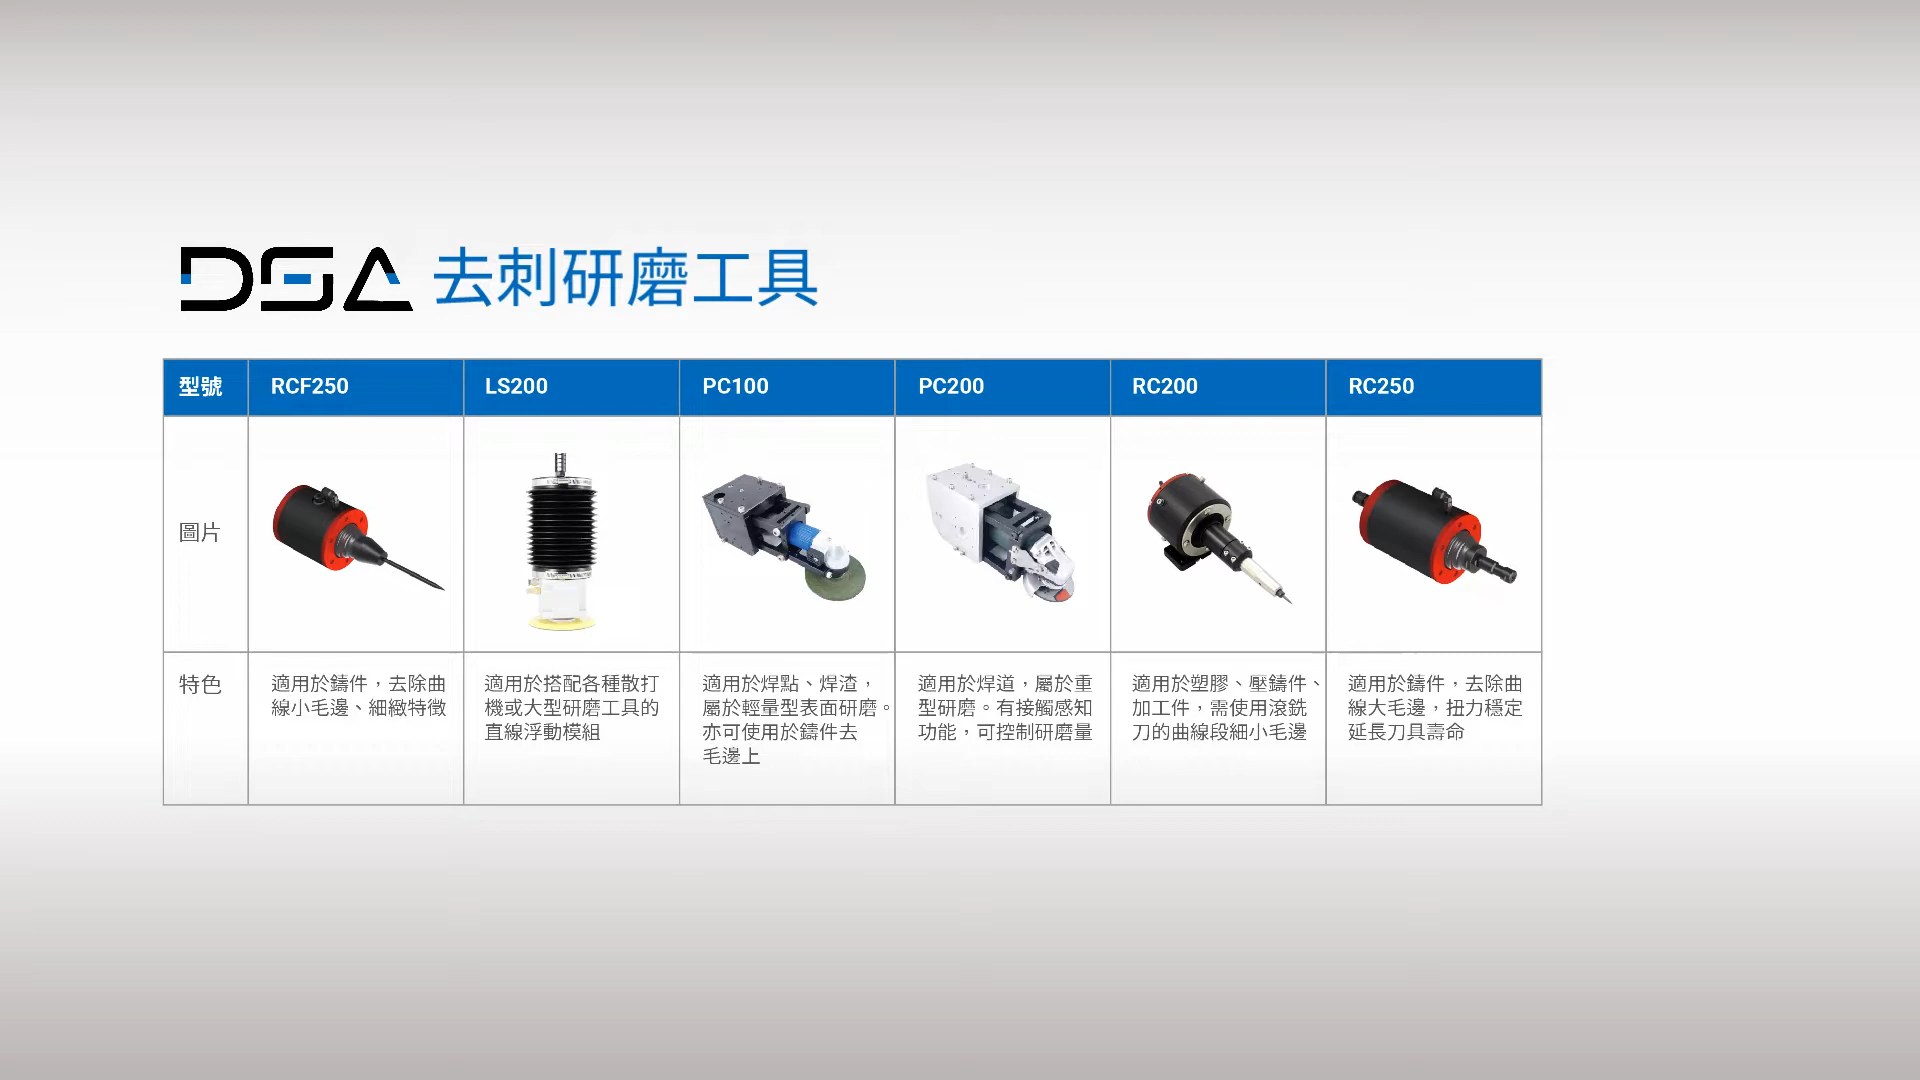 DSA 去刺研磨工具
型號 RCF250 LS200 PC100 PC200 RC200 RC250
圖片
特色
適用於鑄件，去除曲
線小毛邊、細緻特徵
適用於搭配各種散打
機或大型研磨工具的
直線浮動模組
適用於焊點、焊渣，
屬於輕量型表面研磨。
亦可使用於鑄件去
毛邊上
適用於焊道，屬於重
型研磨。有接觸感知
功能，可控制研磨量
適用於塑膠、壓鑄件、
加工件，需使用滾銑
刀的曲線段細小毛邊
適用於鑄件，去除曲
線大毛邊，扭力穩定
延長刀具壽命